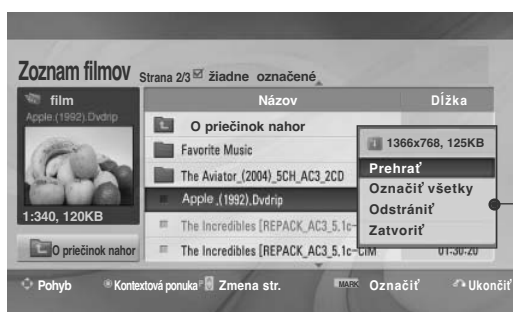 Zoznam filmov Strana 2/3 žiadne označené
film
Názov
Dĺžka
Apple.(1992).Dvdrip
O priečinok nahor
Favorite Music
The Aviator_(2004)_5CH_AC3_2CD
Apple_(1992).Dvdrip
The Incredibles [REPACK_AC3_5.1c-
The Incredibles [REPACK_AC3_5.1c-CIM
01:30:20
1:340, 120KB
O priečinok nahor
1366x768, 125KB
Prehrať
Označiť všetky
Odstrániť
Zatvoriť
Pohyb
Kontextová ponuka
Zmena str.
MARK Označiť
Ukončiť